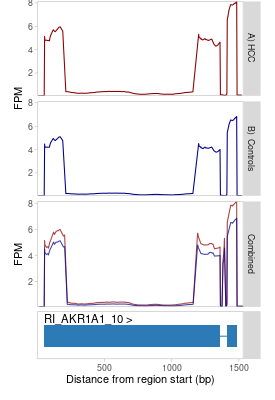 8
6
4
2
FPM
A) HCC
8
6
4
2
FPM
B) Controls
8
6
4
2
FPM
Combined
RI_AKR1A1_10 >
500 1000 1500
Distance from region start (bp)